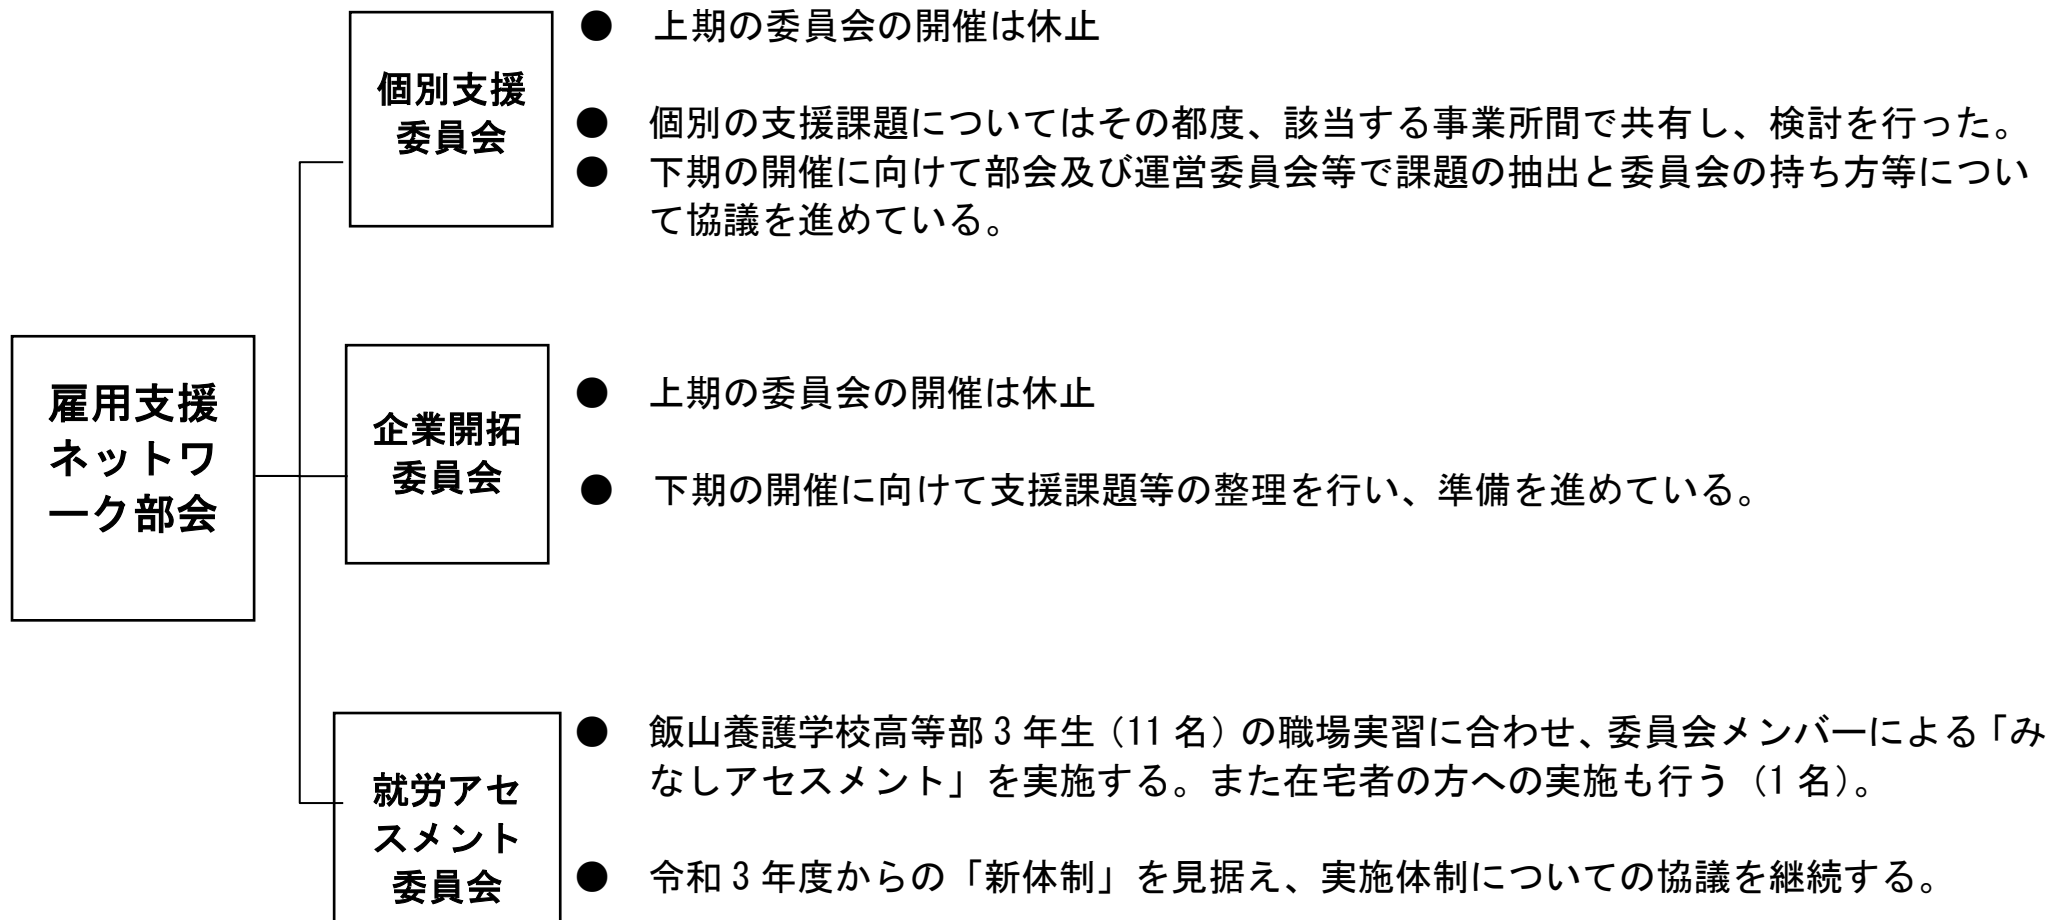 個別支援
委員会
● 上期の委員会の開催は休止
● 個別の支援課題についてはその都度、該当する事業所間で共有し、検討を行った。
● 下期の開催に向けて部会及び運営委員会等で課題の抽出と委員会の持ち方等につい
て協議を進めている。
雇用支援
ネットワ
ーク部会
企業開拓
委員会
● 上期の委員会の開催は休止
● 下期の開催に向けて支援課題等の整理を行い、準備を進めている。
就労アセ
スメント
委員会
● 飯山養護学校高等部3年生(11名)の職場実習に合わせ、委員会メンバーによる「み
なしアセスメント」を実施する。また在宅者の方への実施も行う(1名)。
● 令和3年度からの「新体制」を見据え、実施体制についての協議を継続する。